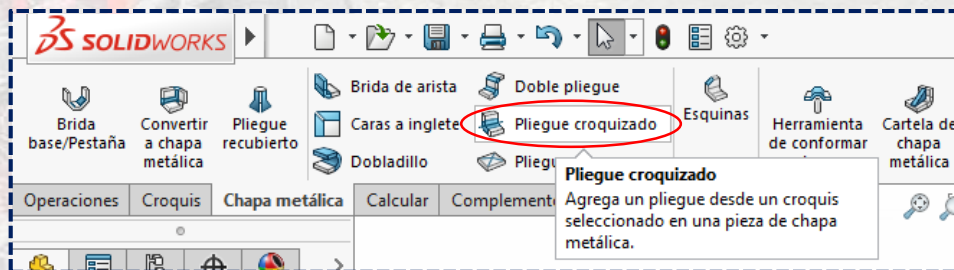 SOLIDWORKS
Brida de arista
Doble pliegue
Brida
base/Pestaña
Convertir
a chapa
metálica
Pliegue
recubierto
Caras a inglete
Pliegue croquizado
Esquinas
Herramienta
de conformar
Cartela de
chapa
metálica
Dobladillo
Pliegue croquizado
Agrega un pliegue desde un croquis
seleccionado en una pieza de chapa
metálica.
Operaciones
Croquis
Chapa metálica
Calcular